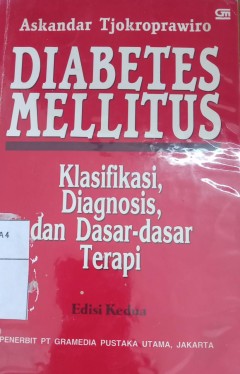 Askandar Tjokroprawiro
DIABETES
MELLITUS
Klasifikasi,
Diagnosis,
dan Dasar-dasar
Terapi
Edisi Kedua
PENERBIT PT GRAMEDIA PUSTAKA UTAMA, JAKARTA